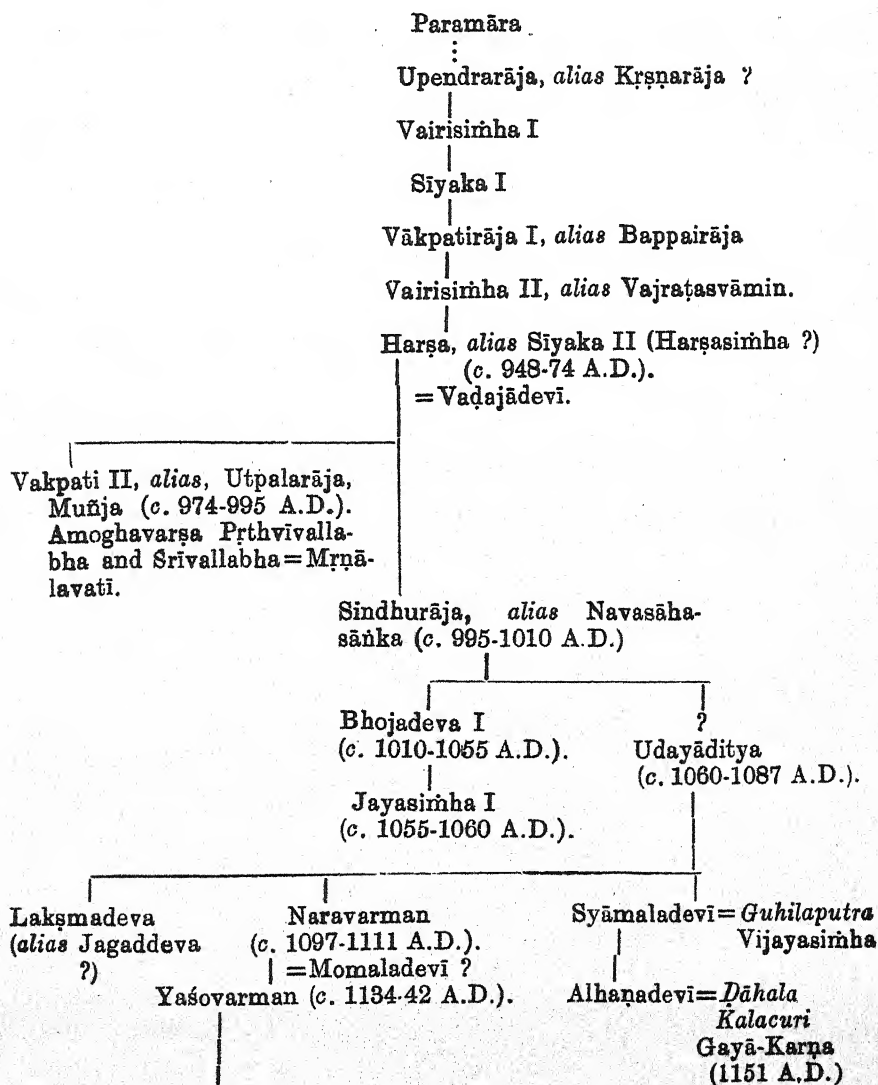 Paramāra
Upendrarāja, alias Kṛṣṇarāja ?
Vairisiṁha I
Sīyaka I
Vākpatirāja I, alias Bappairāja
Vairisiṁha II, alias Vajraṭasvāmin.
Harṣa, alias Sīyaka II (Harṣasiṁha ?)
(c. 948-74 A.D.).
=Vaḍajādevī.
Vakpati II, alias, Utpalarāja,
Muñja (c. 974-995 A.D.).
Amoghavarṣa Pṛthvīvalla-
bha and Srīvallabha=Mṛṇā-
lavatī.
Sindhurāja, alias Navasāha-
sāṅka (c. 995-1010 A.D.)
Bhojadeva I
(c. 1010-1055 A.D.).
Jayasiṁha I
(c. 1055-1060 A.D.).
?
Udayāditya
(c. 1060-1087 A.D.).
Lakṣmadeva
(alias Jagaddeva
?)
Naravarman
(c. 1097-1111 A.D.).
=Momaladevī ?
Yaśovarman (c. 1134-42 A.D.).
Syāmaladevī=Guhilaputra
Vijayasiṁha
Alhaṇadevī=Ḍāhala
Kalacuri
Gayā-Karṇa
(1151 A.D.)